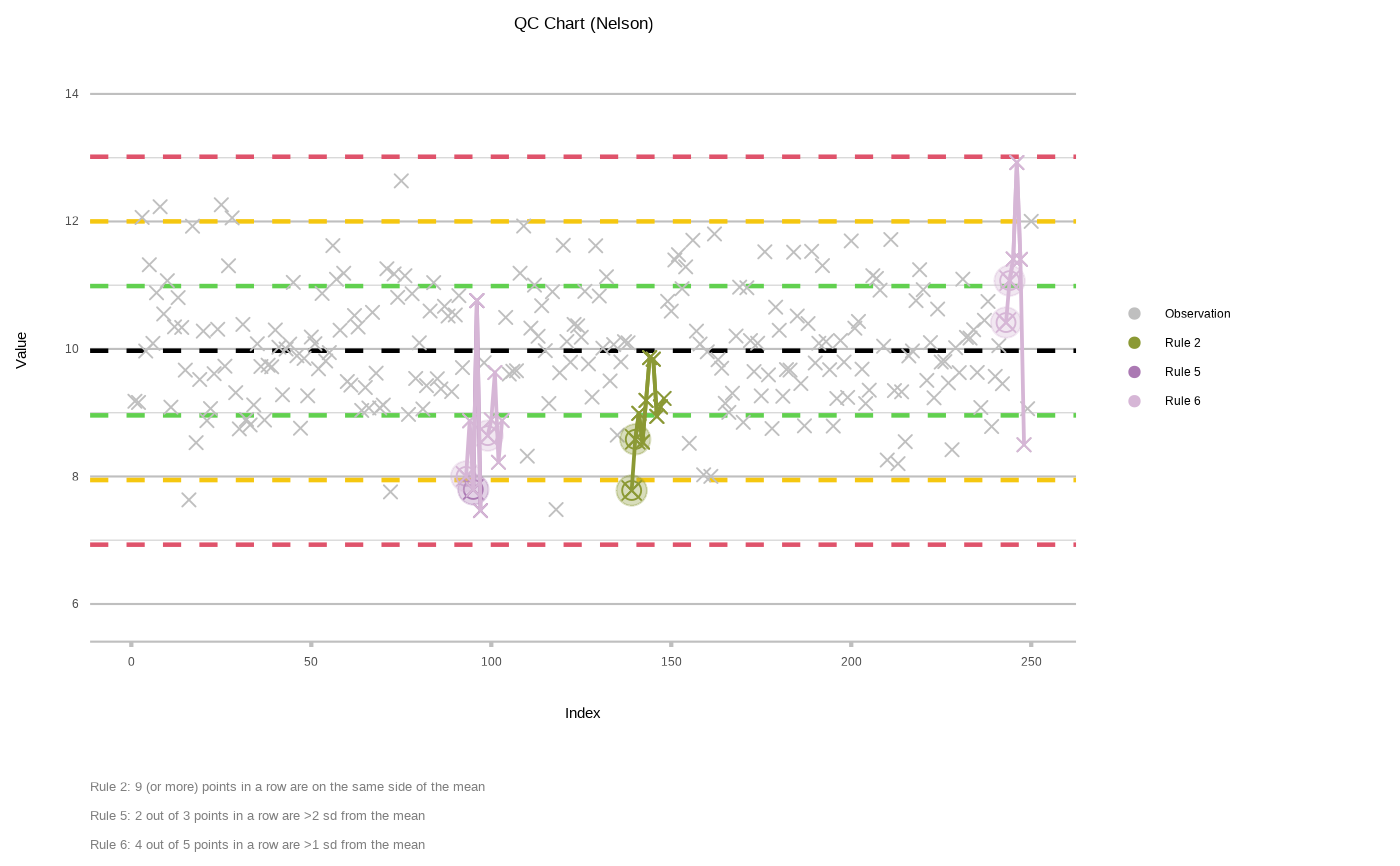 QC Chart (Nelson)
14
12
10
8
6
Value
0 50 100 150 200 250
Index
Observation
Rule 2
Rule 5
Rule 6
Rule 2: 9 (or more) points in a row are on the same side of the mean
Rule 5: 2 out of 3 points in a row are >2 sd from the mean
Rule 6: 4 out of 5 points in a row are >1 sd from the mean